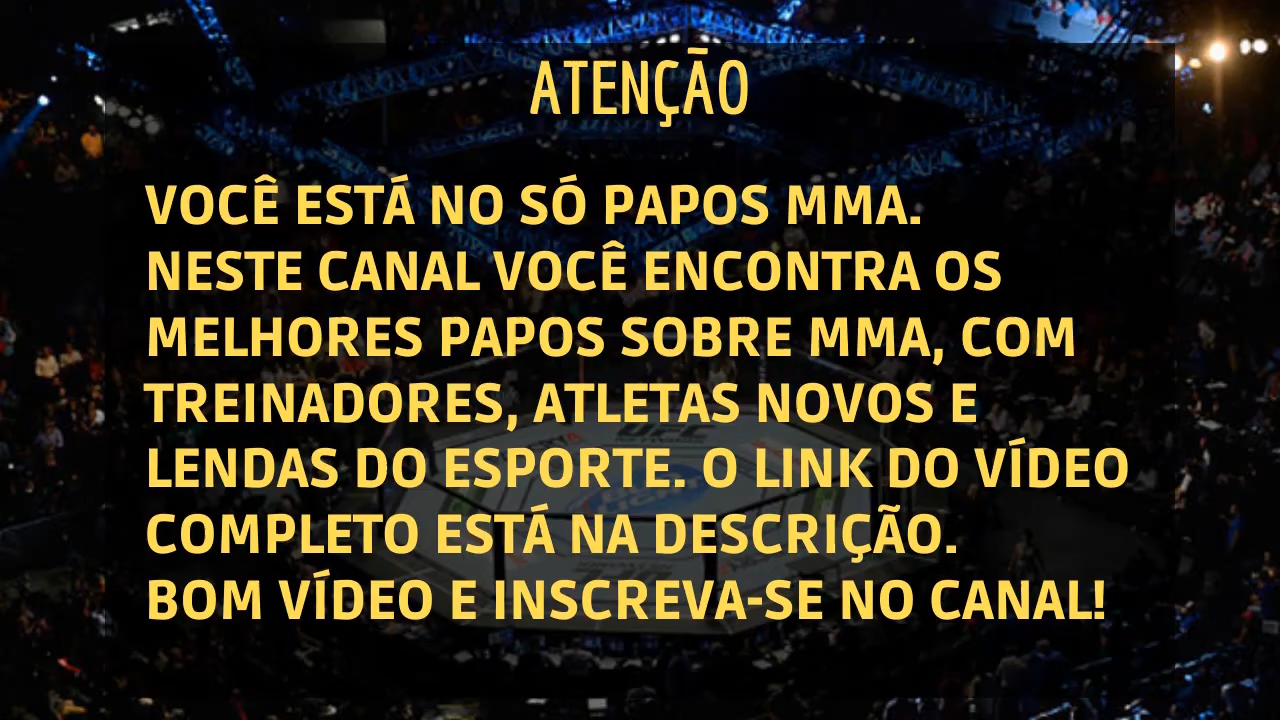 ATENÇÃO
VOCÊ ESTÁ NO SÓ PAPOS MMA.
NESTE CANAL VOCÊ ENCONTRA OS
MELHORES PAPOS SOBRE MMA, COM
TREINADORES, ATLETAS NOVOS E
LENDAS DO ESPORTE. O LINK DO VÍDEO
COMPLETO ESTÁ NA DESCRIÇÃO.
BOM VÍDEO E INSCREVA-SE NO CANAL!